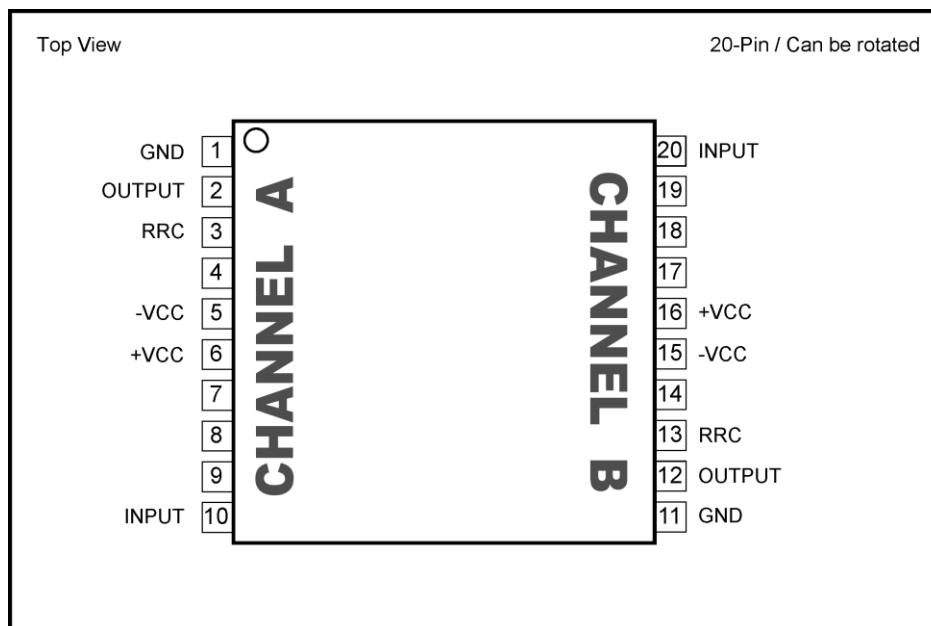 Top View
20-Pin / Can be rotated
GND 1
OUTPUT 2
RRC 3
4
-VCC 5
+VCC 6
7
8
9
INPUT 10
CHANNEL A
CHANNEL B
20 INPUT
19
18
17
16 +VCC
15 -VCC
14
13 RRC
12 OUTPUT
11 GND